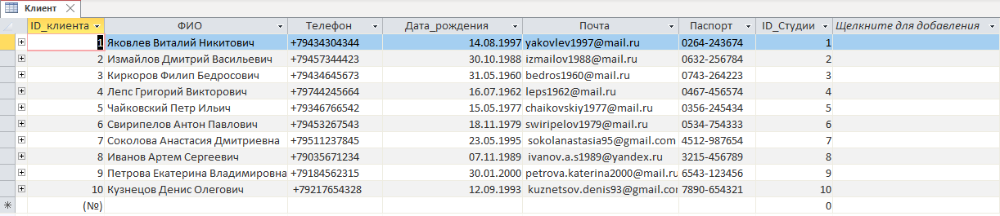 Клиент
ID_клиента ФИО Телефон Дата_рождения Почта Паспорт ID_Студии Щелкните для добавления
1 Яковлев Виталий Никитович +79434304344 14.08.1997 yakovlev1997@mail.ru 0264-243674 1
2 Измайлов Дмитрий Васильевич +79457344423 30.10.1988 izmailov1988@mail.ru 0632-256784 2
3 Киркоров Филип Бедросович +79434645673 31.05.1960 bedros1960@mail.ru 0743-264223 3
4 Лепс Григорий Викторович +79744245664 16.07.1962 leps1962@mail.ru 0467-456574 4
5 Чайковский Петр Ильич +79346766542 15.05.1977 chaikovskiy1977@mail.ru 0356-245434 5
6 Свирипелов Антон Павлович +79453267543 18.11.1979 swiripelov1979@mail.ru 0534-754333 6
7 Соколова Анастасия Дмитриевна +79511237845 23.05.1995 sokolanastasia95@gmail.com 4512-987654 7
8 Иванов Артем Сергеевич +79035671234 07.11.1989 ivanov.a.s1989@yandex.ru 3215-456789 8
9 Петрова Екатерина Владимировна +79184562315 30.01.2000 petrova.katerina2000@mail.ru 6543-123456 9
10 Кузнецов Денис Олегович +79217654328 12.09.1993 kuznetsov.denis93@gmail.com 7890-654321 10
(№) 0